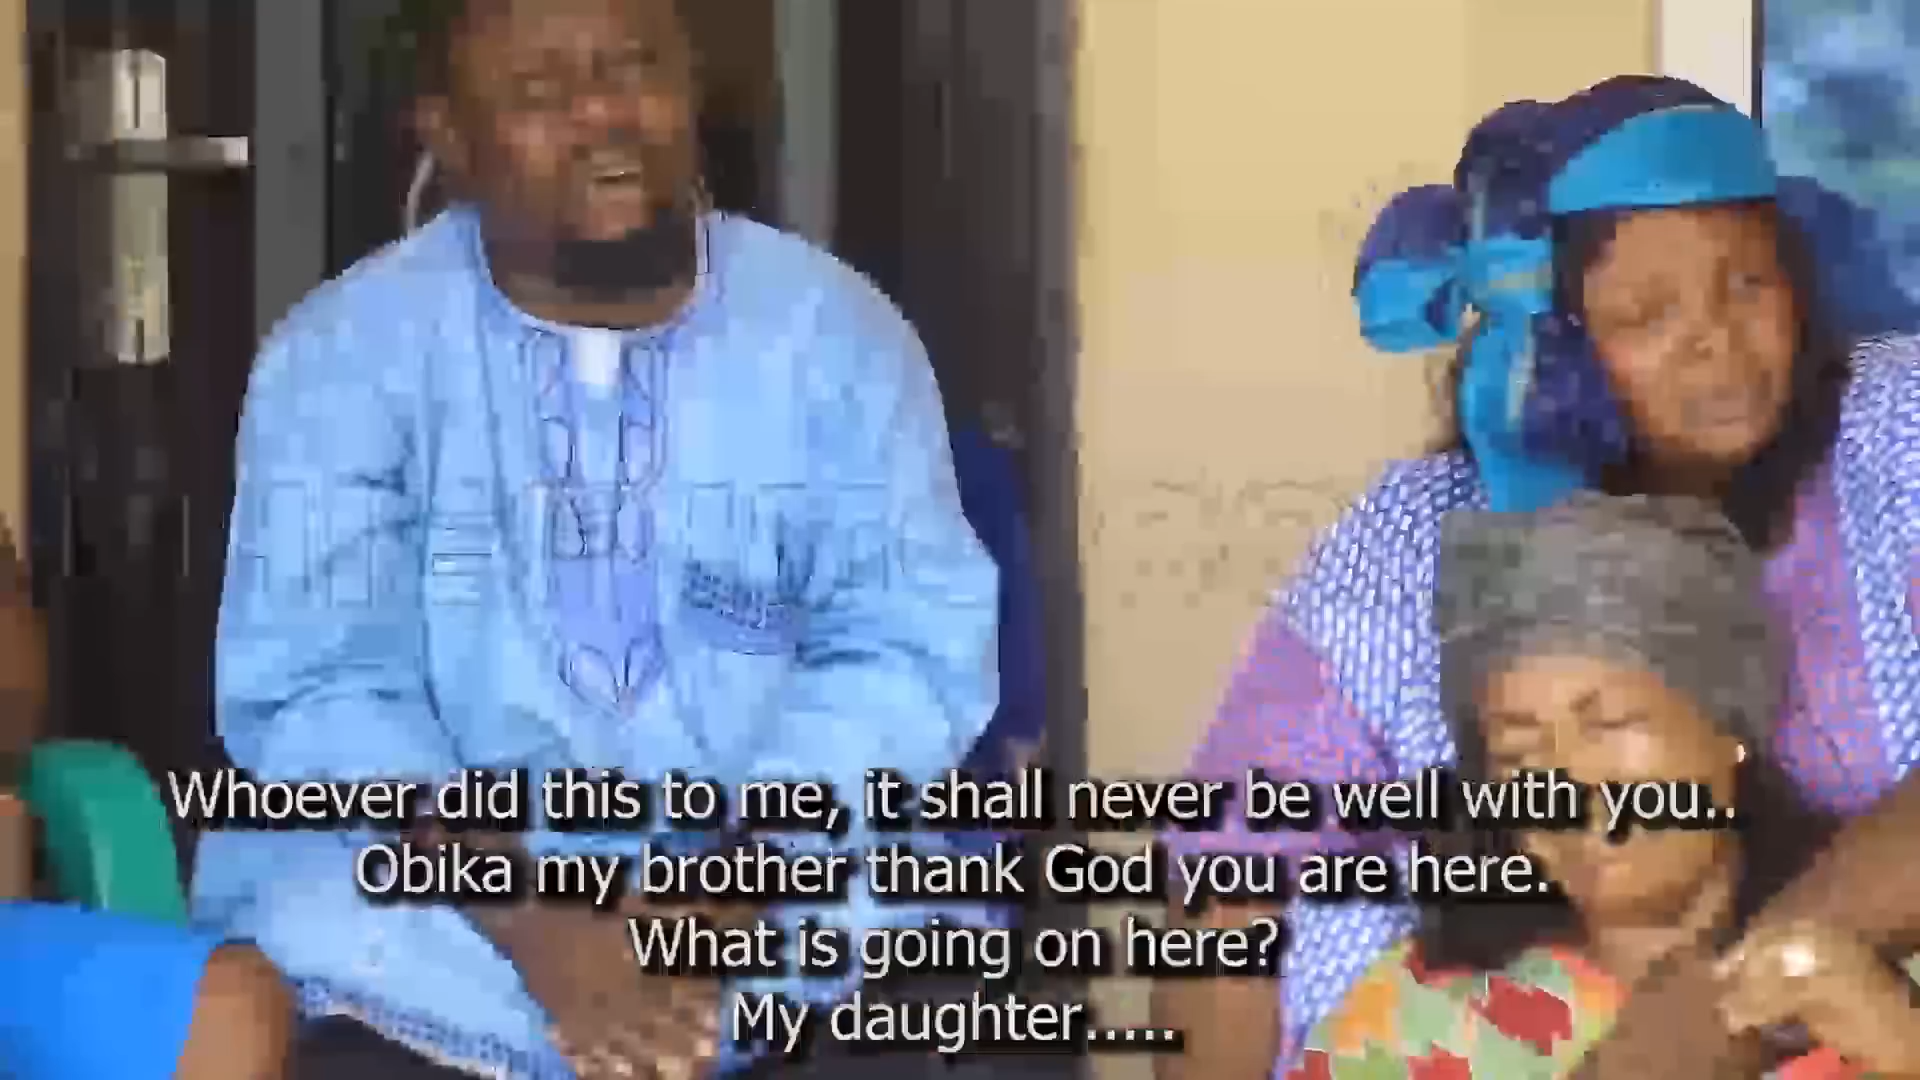 Whoever did this to me, it shall never be well with you..
Obika my brother thank God you are here.
What is going on here?
My daughter.....